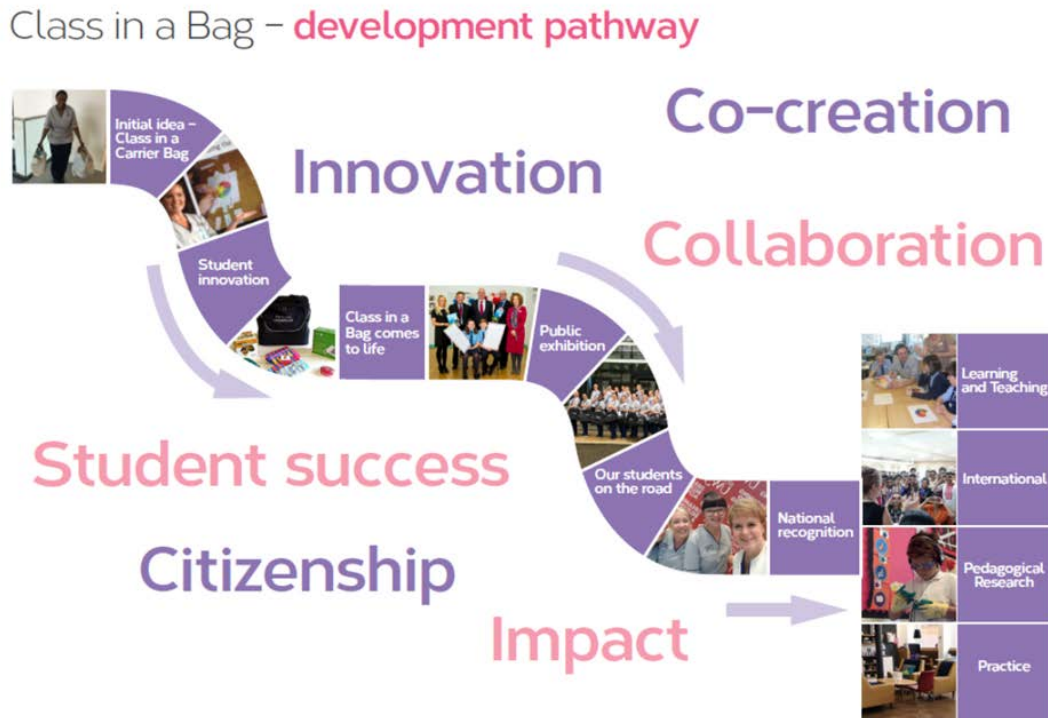 Class in a Bag – development pathway
Initial idea –
Class in a
Carrier Bag
Innovation
Co-creation
Collaboration
Student
innovation
Class in a
Bag comes
to life
Public
exhibition
Our students
on the road
National
recognition
Student success
Citizenship
Impact
Learning
and Teaching
International
Pedagogical
Research
Practice